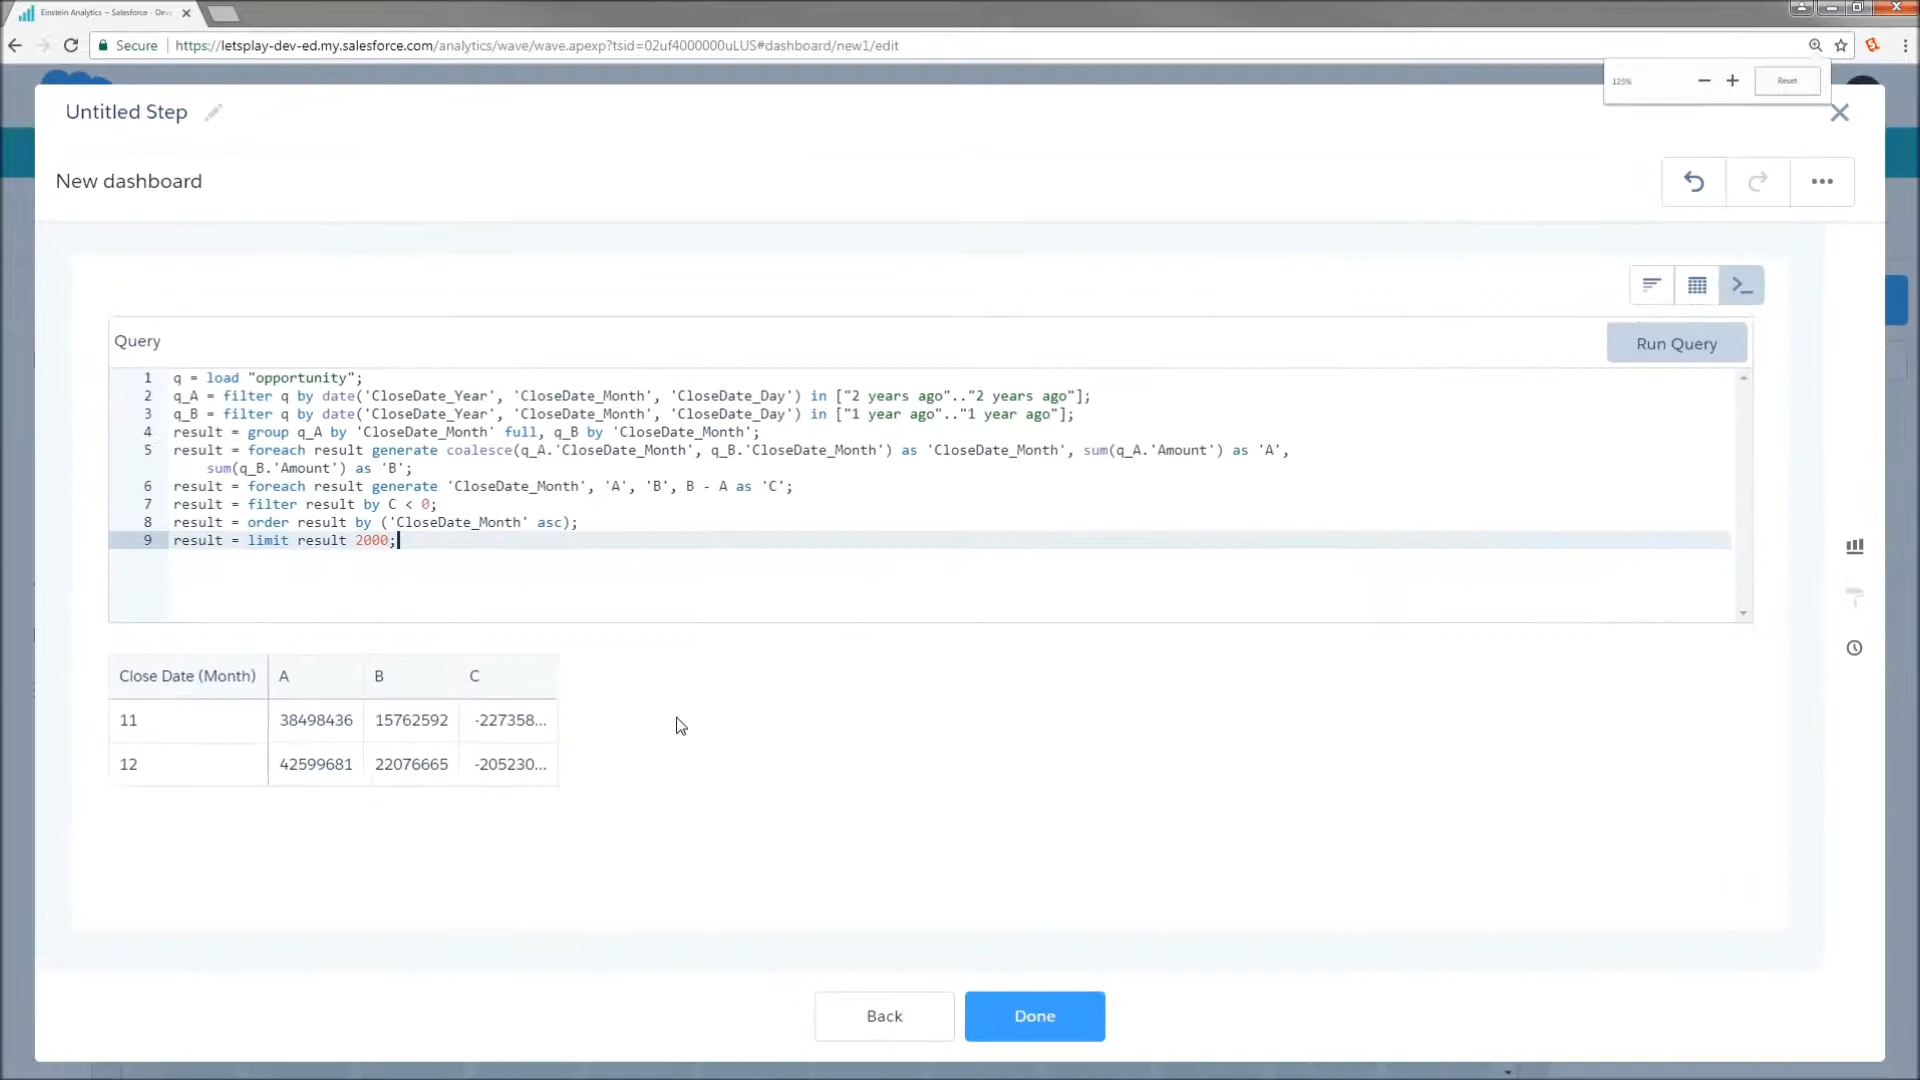 Einstein Analytics ~ Salesforce - Dev
Secure
https://letsplay-dev-ed.my.salesforce.com/analytics/wave/wave.apexp?tsid=02uf4000000uLUS#dashboard/new1/edit
125%
Reset
Untitled Step
New dashboard
Query
Run Query
1 q = load "opportunity";
2 q_A = filter q by date('CloseDate_Year', 'CloseDate_Month', 'CloseDate_Day') in ["2 years ago".."2 years ago"];
3 q_B = filter q by date('CloseDate_Year', 'CloseDate_Month', 'CloseDate_Day') in ["1 year ago".."1 year ago"];
4 result = group q_A by 'CloseDate_Month' full, q_B by 'CloseDate_Month';
5 result = foreach result generate coalesce(q_A.'CloseDate_Month', q_B.'CloseDate_Month') as 'CloseDate_Month', sum(q_A.'Amount') as 'A',
sum(q_B.'Amount') as 'B';
6 result = foreach result generate 'CloseDate_Month', 'A', 'B', B - A as 'C';
7 result = filter result by C < 0;
8 result = order result by ('CloseDate_Month' asc);
9 result = limit result 2000;
Close Date (Month) A B C
11 38498436 15762592 -227358...
12 42599681 22076665 -205230...
Back
Done